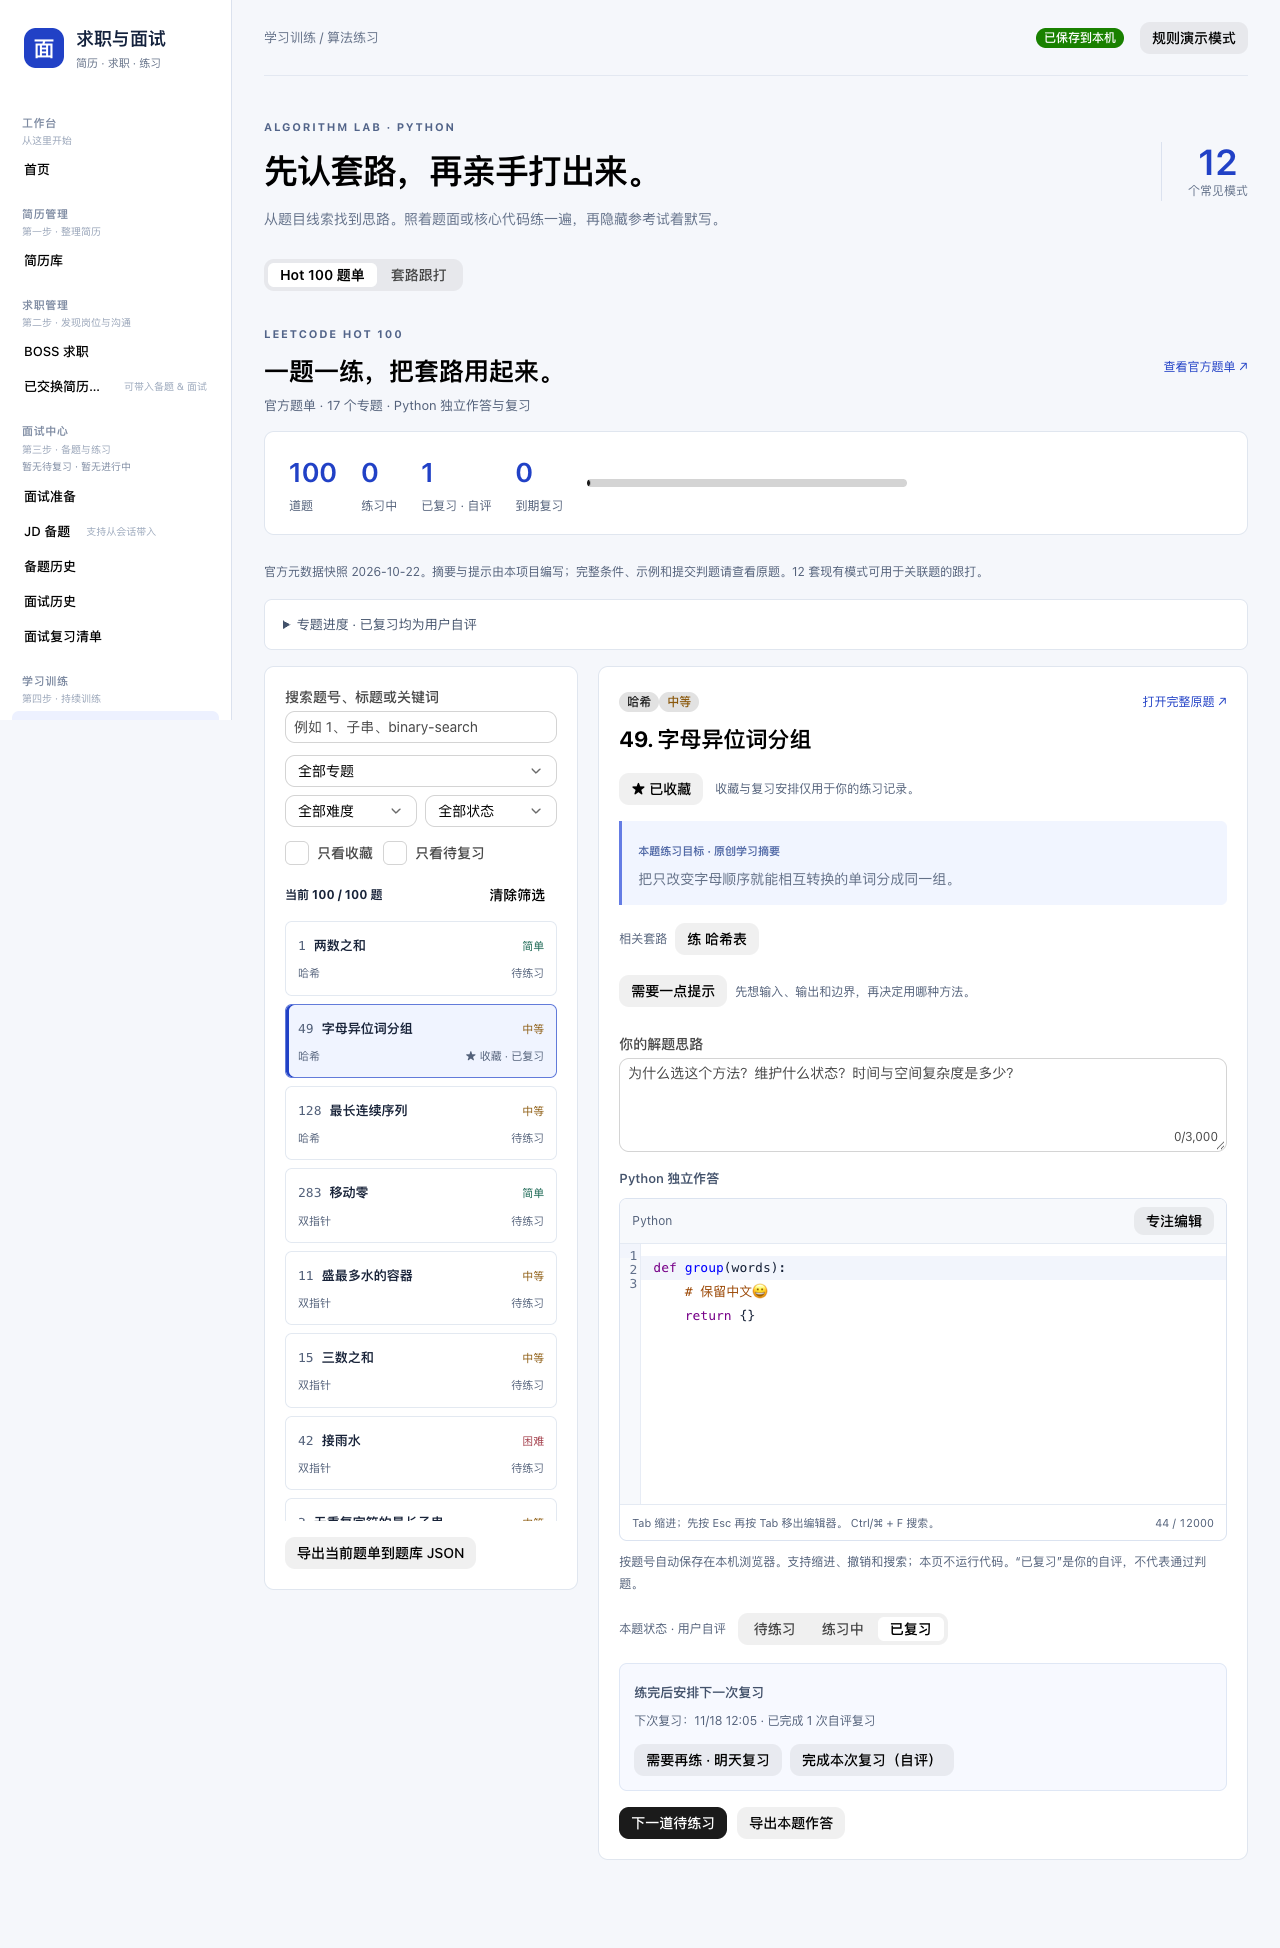 面
求职与面试
简历 · 求职 · 练习
工作台
从这里开始
首页
简历管理
第一步 · 整理简历
简历库
求职管理
第二步 · 发现岗位与沟通
BOSS 求职
已交换简历... 可带入备题 & 面试
面试中心
第三步 · 备题与练习
暂无待复习 · 暂无进行中
面试准备
JD 备题 支持从会话带入
备题历史
面试历史
面试复习清单
学习训练
第四步 · 持续训练
学习训练 / 算法练习
已保存到本机
规则演示模式
ALGORITHM LAB · PYTHON
先认套路，再亲手打出来。
从题目线索找到思路。照着题面或核心代码练一遍，再隐藏参考试着默写。
12
个常见模式
Hot 100 题单 套路跟打
LEETCODE HOT 100
一题一练，把套路用起来。
官方题单 · 17 个专题 · Python 独立作答与复习
查看官方题单 ↗
100 0 1 0
道题 练习中 已复习 · 自评 到期复习
官方元数据快照 2026-10-22。摘要与提示由本项目编写；完整条件、示例和提交判题请查看原题。12 套现有模式可用于关联题的跟打。
▶ 专题进度 · 已复习均为用户自评
搜索题号、标题或关键词
例如 1、子串、binary-search
全部专题
全部难度 全部状态
只看收藏 只看待复习
当前 100 / 100 题 清除筛选
1 两数之和 简单
哈希 待练习
49 字母异位词分组 中等
哈希 ★ 收藏 · 已复习
128 最长连续序列 中等
哈希 待练习
283 移动零 简单
双指针 待练习
11 盛最多水的容器 中等
双指针 待练习
15 三数之和 中等
双指针 待练习
42 接雨水 困难
双指针 待练习
3 无重复字符的最长子串 中等
导出当前题单到题库 JSON
哈希 中等
打开完整原题 ↗
49. 字母异位词分组
★ 已收藏 收藏与复习安排仅用于你的练习记录。
本题练习目标 · 原创学习摘要
把只改变字母顺序就能相互转换的单词分成同一组。
相关套路 练 哈希表
需要一点提示 先想输入、输出和边界，再决定用哪种方法。
你的解题思路
为什么选这个方法？维护什么状态？时间与空间复杂度是多少？
0/3,000
Python 独立作答
Python 专注编辑
1 def group(words):
2 # 保留中文😀
3 return {}
Tab 缩进；先按 Esc 再按 Tab 移出编辑器。 Ctrl/⌘ + F 搜索。 44 / 12000
按题号自动保存在本机浏览器。支持缩进、撤销和搜索；本页不运行代码。“已复习”是你的自评，不代表通过判
题。
本题状态 · 用户自评 待练习 练习中 已复习
练完后安排下一次复习
下次复习：11/18 12:05 · 已完成 1 次自评复习
需要再练 · 明天复习 完成本次复习（自评）
下一道待练习 导出本题作答